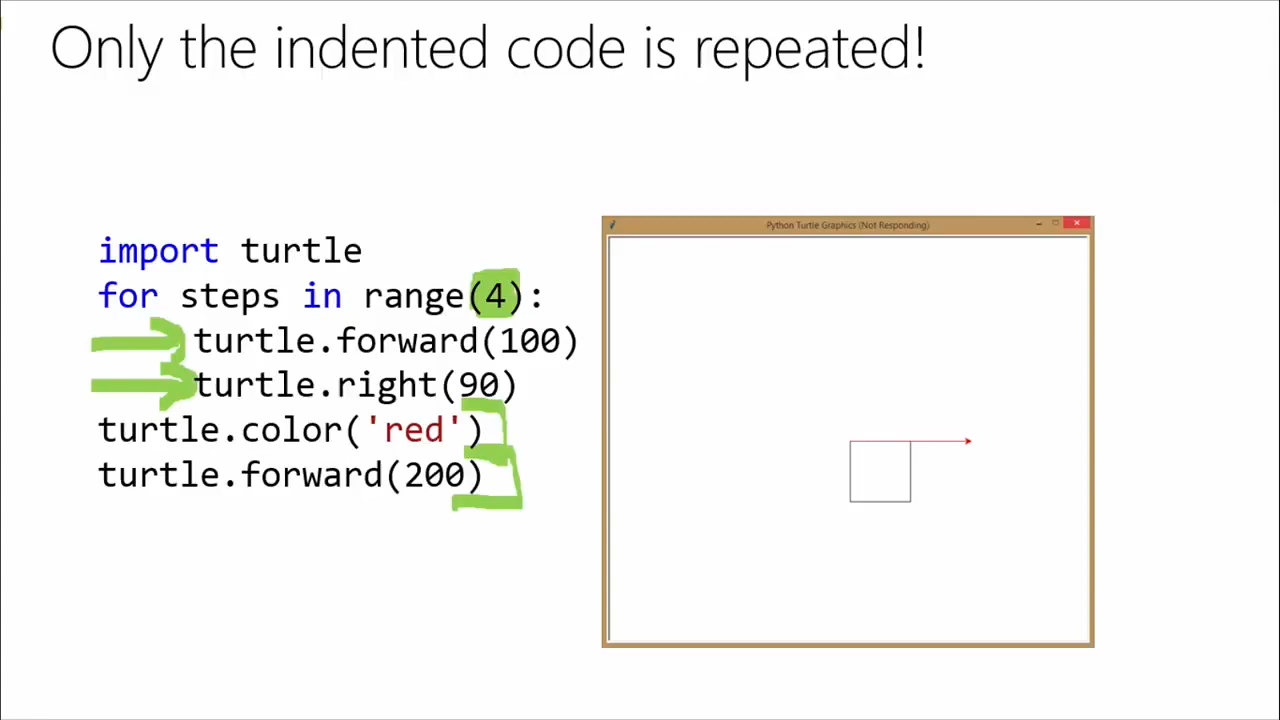 Only the indented code is repeated!
import turtle
for steps in range(4):
turtle.forward(100)
turtle.right(90)
turtle.color('red')
turtle.forward(200)
Python Turtle Graphics (Not Responding)